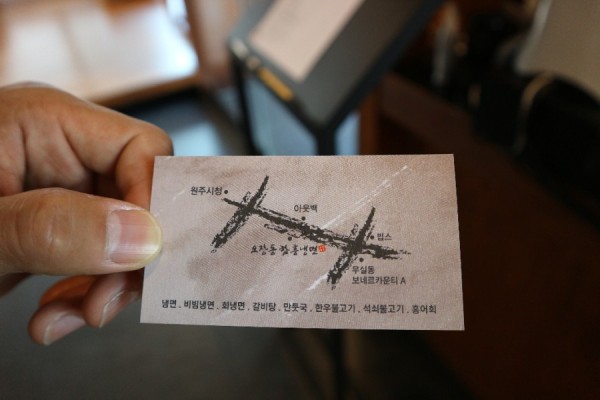 원주시청
아웃백
빕스
오장동 함흥냉면
무실동
보네르카운티 A
냉면 . 비빔냉면 . 회냉면 . 갈비탕 . 만둣국 . 한우불고기 . 석쇠불고기 . 홍어회